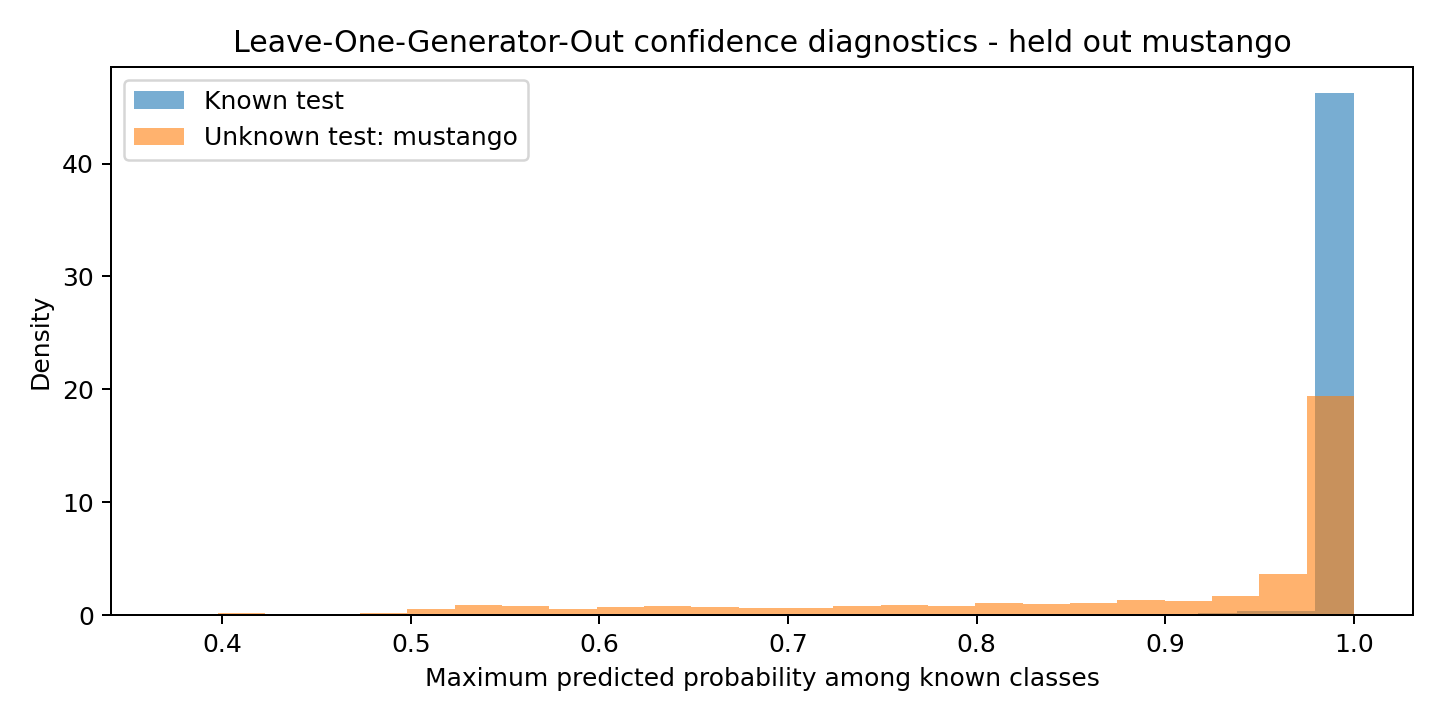 Leave-One-Generator-Out confidence diagnostics - held out mustango
Known test
Unknown test: mustango
Density
40
30
20
10
0
0.4 0.5 0.6 0.7 0.8 0.9 1.0
Maximum predicted probability among known classes